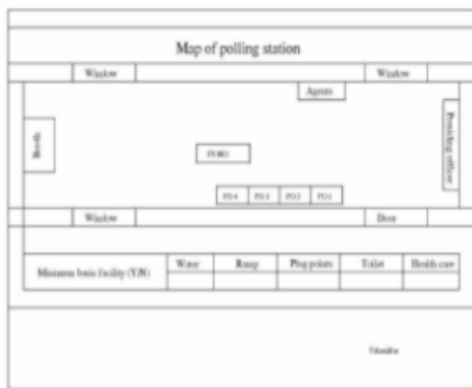 Map of polling station
Window
Window
Agents
Booth
Presiding officer
PO4 PO3 PO2 PO1
Window
Door
Minimum basic facility (Y/N)
Water
Ramp
Plug points
Toilet
Health care